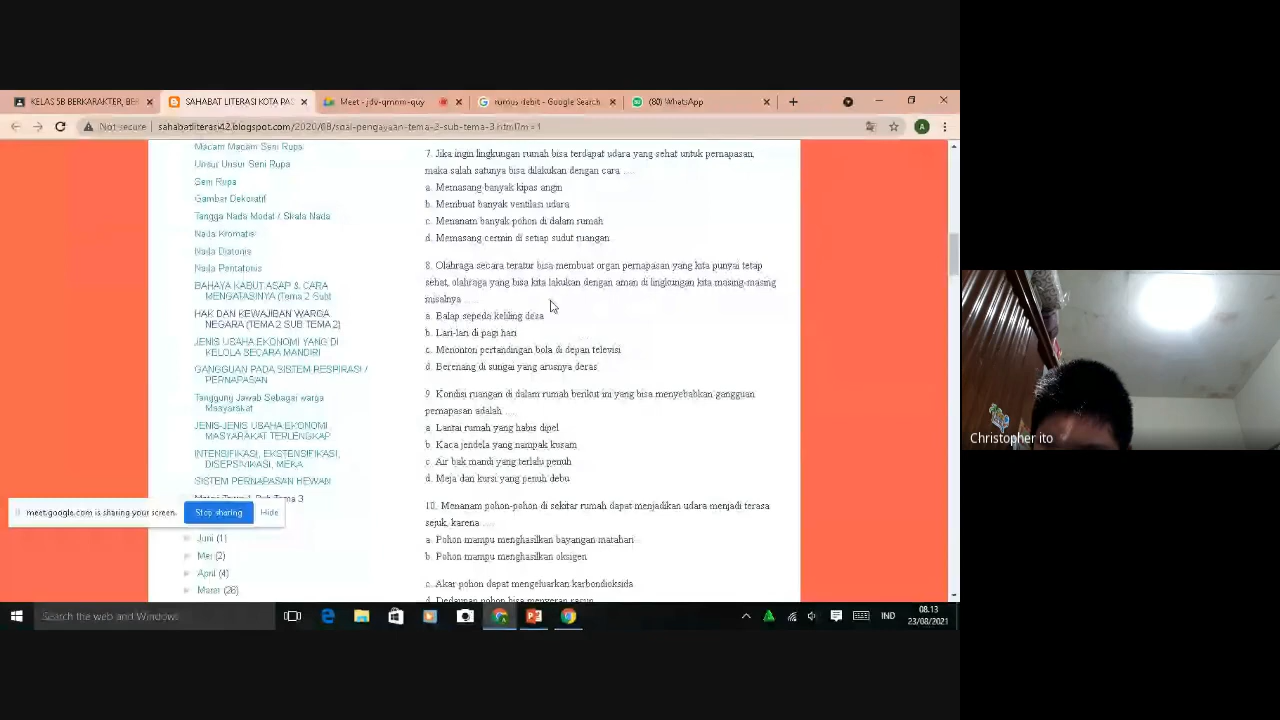 KELAS 5B BERKARAKTER, BE
SAHABAT LITERASI KOTA PAS
Meet - jdv-qmnm-quy
rumus debit - Google Search
(80) WhatsApp
Not secure
sahabatliterasi42.blogspot.com/2020/08/soal-pengayaan-tema-2-sub-tema-3.html?m=1
A
Macam Macam Seni Rupa
Unsur Unsur Seni Rupa
Seni Rupa
Gambar Dekoratif
Tangga Nada Modal / Skala Nada
Nada Kromatis
Nada Diatonis
Nada Pentatonis
BAHAYA KABUT ASAP & CARA
MENGATASINYA (Tema 2 Sub
HAK DAN KEWAJIBAN WARGA
NEGARA (TEMA 2 SUB TEMA 2)
JENIS USAHA EKONOMI YANG DI
KELOLA SECARA MANDIRI
GANGGUAN PADA SISTEM RESPIRASI /
PERNAPASAN
Tanggung Jawab Sebagai warga
Masyarakat
JENIS-JENIS USAHA EKONOMI
MASYARAKAT TERLENGKAP
INTENSIFIKASI, EKSTENSIFIKASI,
SISTEM PERNAPASAN HEWAN
Tema 1 Sub Tema 3
Juni (1)
Mei (2)
April (4)
Maret (26)
7. Jika ingin lingkungan rumah bisa terdapat udara yang sehat untuk pernapasan,
maka salah satunya bisa dilakukan dengan cara ....
a. Memasang banyak kipas angin
b. Membuat banyak ventilasi udara
c. Menanam banyak pohon di dalam rumah
d. Memasang cermin di setiap sudut ruangan
8. Olahraga secara teratur bisa membuat organ pernapasan yang kita punyai tetap
sehat, olahraga yang bisa kita lakukan dengan aman di lingkungan kita masing-masing
misalnya ....
a. Balap sepeda keliling desa
b. Lari-lari di pagi hari
c. Menonton pertandingan bola di depan televisi
d. Berenang di sungai yang arusnya deras
9. Kondisi ruangan di dalam rumah berikut ini yang bisa menyebabkan gangguan
pernapasan adalah ....
a. Lantai rumah yang habis dipel
b. Kaca jendela yang nampak kusam
c. Air bak mandi yang terlalu penuh
d. Meja dan kursi yang penuh debu
10. Menanam pohon-pohon di sekitar rumah dapat menjadikan udara menjadi terasa
sejuk, karena ....
a. Pohon mampu menghasilkan bayangan matahari
b. Pohon mampu menghasilkan oksigen
c. Akar pohon dapat mengeluarkan karbondioksida
d. Dedaunan pohon bisa menyerap racun
meet.google.com is sharing your screen.
Stop sharing
Hide
Christopher ito
Search the web and Windows
IND
08.13
23/08/2021